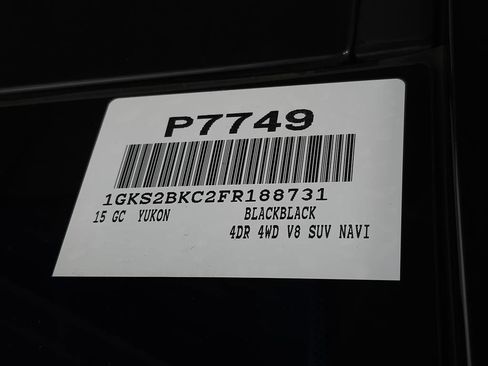 P7749
1GKS2BKC2FR188731
15 GC YUKON BLACKBLACK
4DR 4WD V8 SUV NAVI